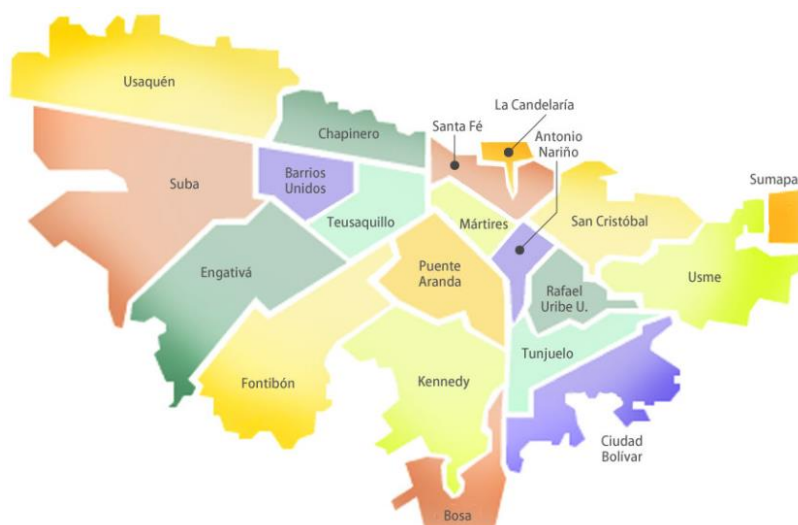 Usaquén
La Candelaría
Santa Fé
Antonio
Nariño
Chapinero
Barrios
Unidos
Suba
Sumapa
Teusaquillo
Mártires
San Cristóbal
Engativá
Puente
Aranda
Usme
Rafael
Uribe U.
Tunjuelo
Fontibón
Kennedy
Ciudad
Bolívar
Bosa